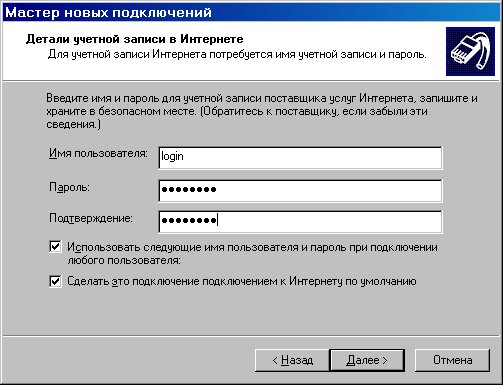 Мастер новых подключений
Детали учетной записи в Интернете
Для учетной записи Интернета потребуется имя учетной записи и пароль.
Введите имя и пароль для учетной записи поставщика услуг Интернета, запишите и
храните в безопасном месте. (Обратитесь к поставщику, если забыли эти
сведения.)
Имя пользователя: login
Пароль: ●●●●●●●●
Подтверждение: ●●●●●●●●
Использовать следующие имя пользователя и пароль при подключении
любого пользователя:
Сделать это подключение подключением к Интернету по умолчанию
< Назад Далее > Отмена